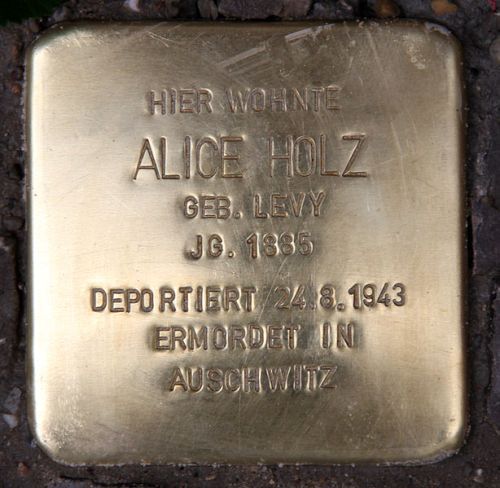 HIER WOHNTE
ALICE HOLZ
GEB. LEVY
JG. 1885
DEPORTIERT 24.8.1943
ERMORDET IN
AUSCHWITZ